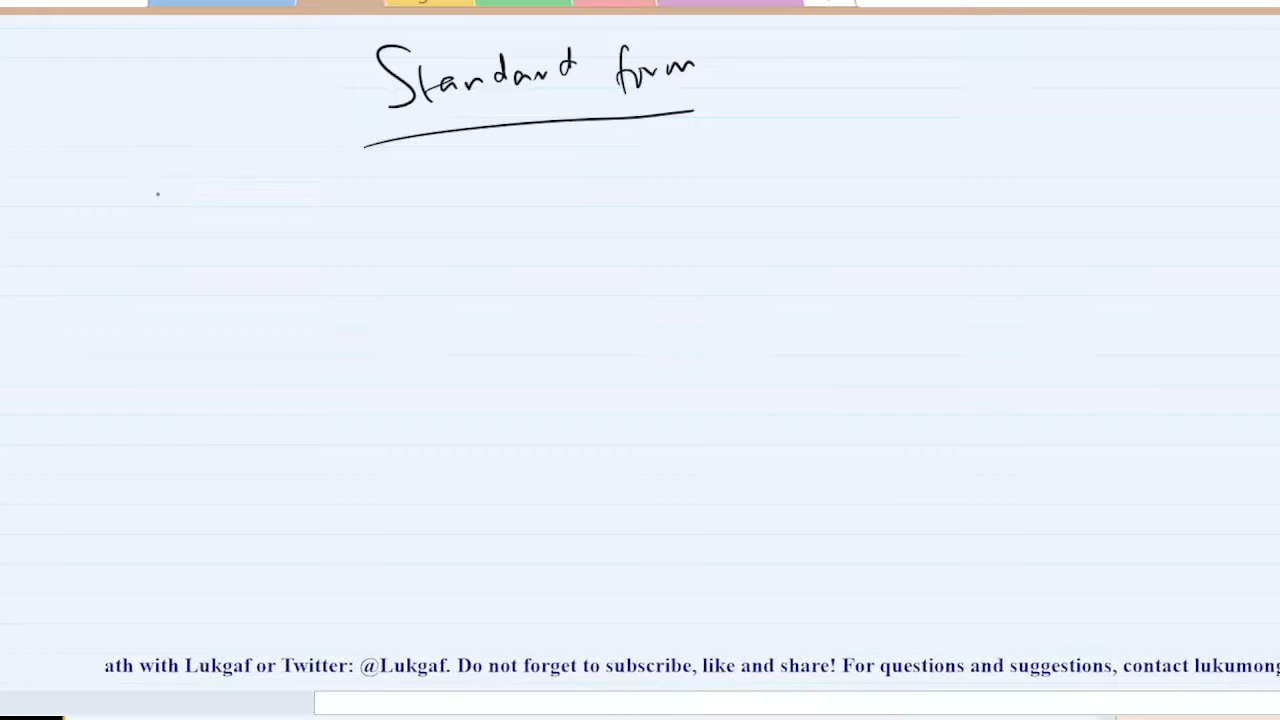 Standard form
ath with Lukgaf or Twitter: @Lukgaf. Do not forget to subscribe, like and share! For questions and suggestions, contact lukumong